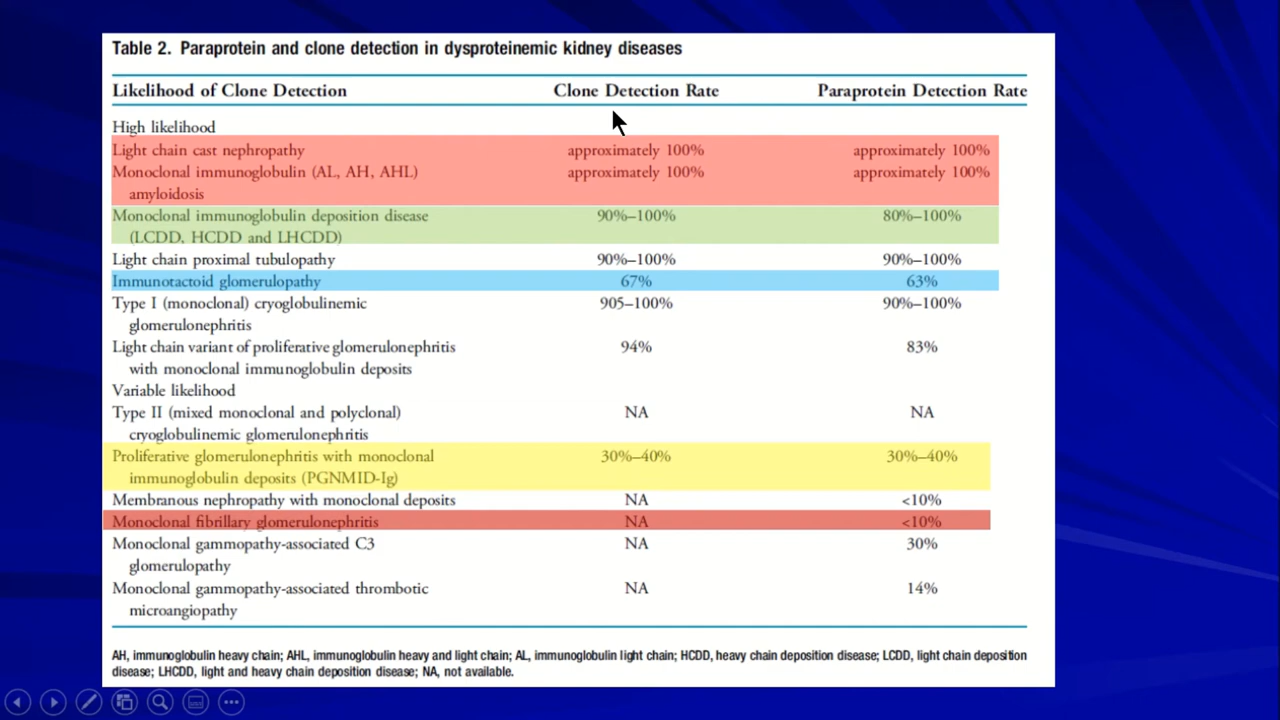 Table 2. Paraprotein and clone detection in dysproteinemic kidney diseases
Likelihood of Clone Detection Clone Detection Rate Paraprotein Detection Rate
High likelihood
Light chain cast nephropathy approximately 100% approximately 100%
Monoclonal immunoglobulin (AL, AH, AHL) approximately 100% approximately 100%
amyloidosis
Monoclonal immunoglobulin deposition disease 90%–100% 80%–100%
(LCDD, HCDD and LHCDD)
Light chain proximal tubulopathy 90%–100% 90%–100%
Immunotactoid glomerulopathy 67% 63%
Type I (monoclonal) cryoglobulinemic 905–100% 90%–100%
glomerulonephritis
Light chain variant of proliferative glomerulonephritis 94% 83%
with monoclonal immunoglobulin deposits
Variable likelihood
Type II (mixed monoclonal and polyclonal) NA NA
cryoglobulinemic glomerulonephritis
Proliferative glomerulonephritis with monoclonal 30%–40% 30%–40%
immunoglobulin deposits (PGNMID-Ig)
Membranous nephropathy with monoclonal deposits NA <10%
Monoclonal fibrillary glomerulonephritis NA <10%
Monoclonal gammopathy-associated C3 NA 30%
glomerulopathy
Monoclonal gammopathy-associated thrombotic NA 14%
microangiopathy
AH, immunoglobulin heavy chain; AHL, immunoglobulin heavy and light chain; AL, immunoglobulin light chain; HCDD, heavy chain deposition disease; LCDD, light chain deposition
disease; LHCDD, light and heavy chain deposition disease; NA, not available.